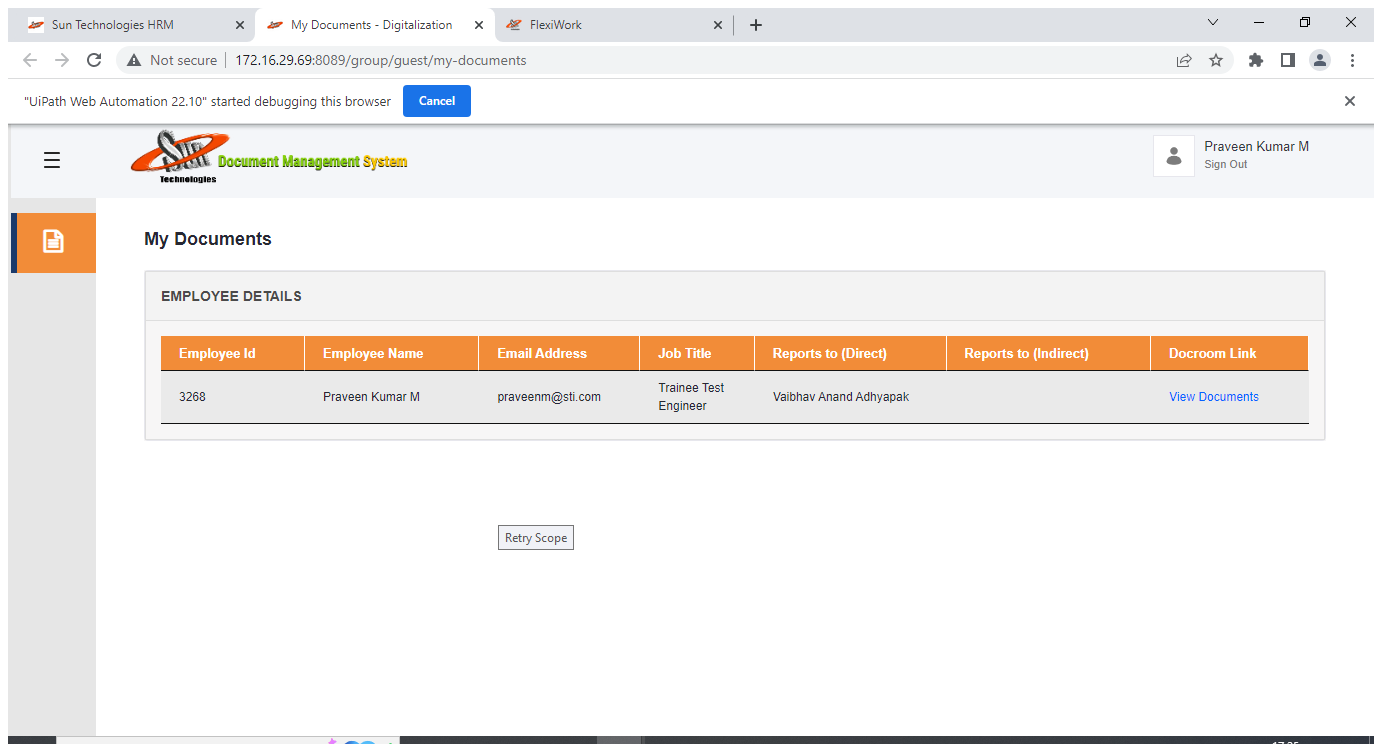 Sun Technologies HRM
My Documents - Digitalization
FlexiWork
Not secure
172.16.29.69:8089/group/guest/my-documents
"UiPath Web Automation 22.10" started debugging this browser
Cancel
Sun
Technologies
Document Management System
Praveen Kumar M
Sign Out
My Documents
EMPLOYEE DETAILS
Employee Id Employee Name Email Address Job Title Reports to (Direct) Reports to (Indirect) Docroom Link
3268 Praveen Kumar M praveenm@sti.com Trainee Test Engineer Vaibhav Anand Adhyapak View Documents
Retry Scope